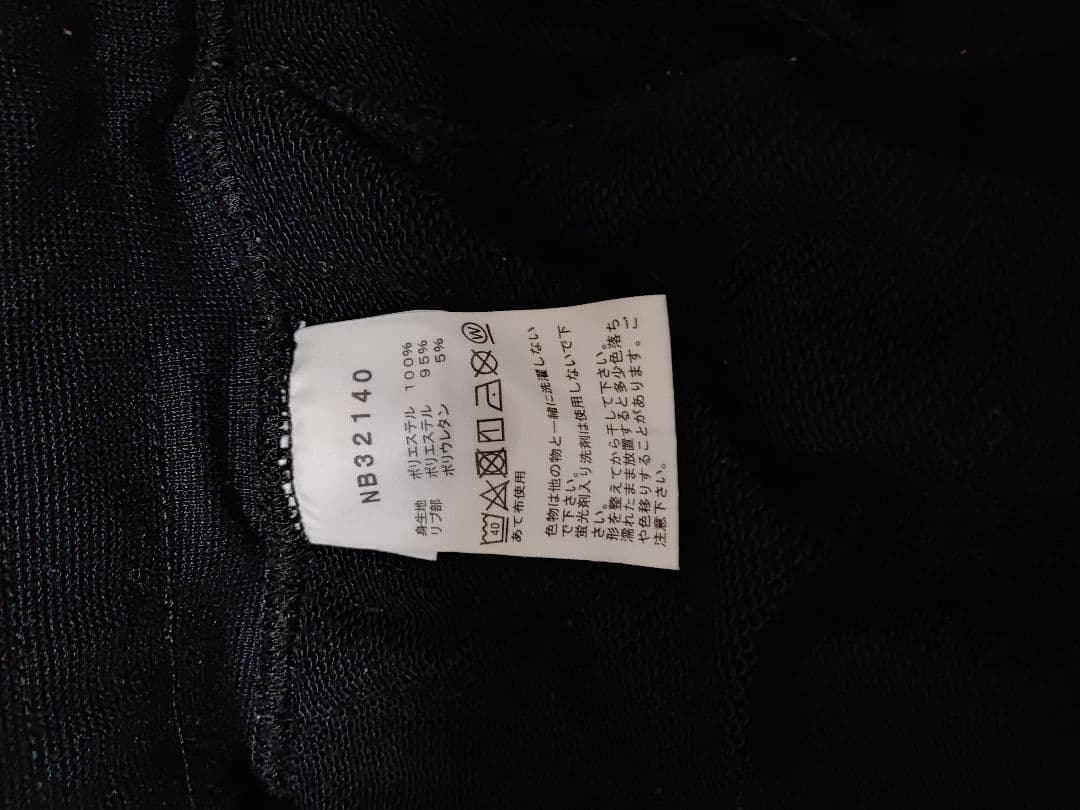 NB32140
身生地 ポリエステル 100%
リブ部 ポリエステル 95%
ポリウレタン 5%
40 W
あて布使用
色物は他の物と一緒に洗濯しない
で下さい。
蛍光剤入り洗剤は使用しないで下
さい。
形を整えてから干して下さい。
濡れたまま放置すると多少色落ち
や色移りすることがあります。ご
注意下さい。